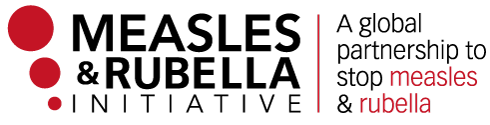 MEASLES
& RUBELLA
INITIATIVE
A global
partnership to
stop measles
& rubella